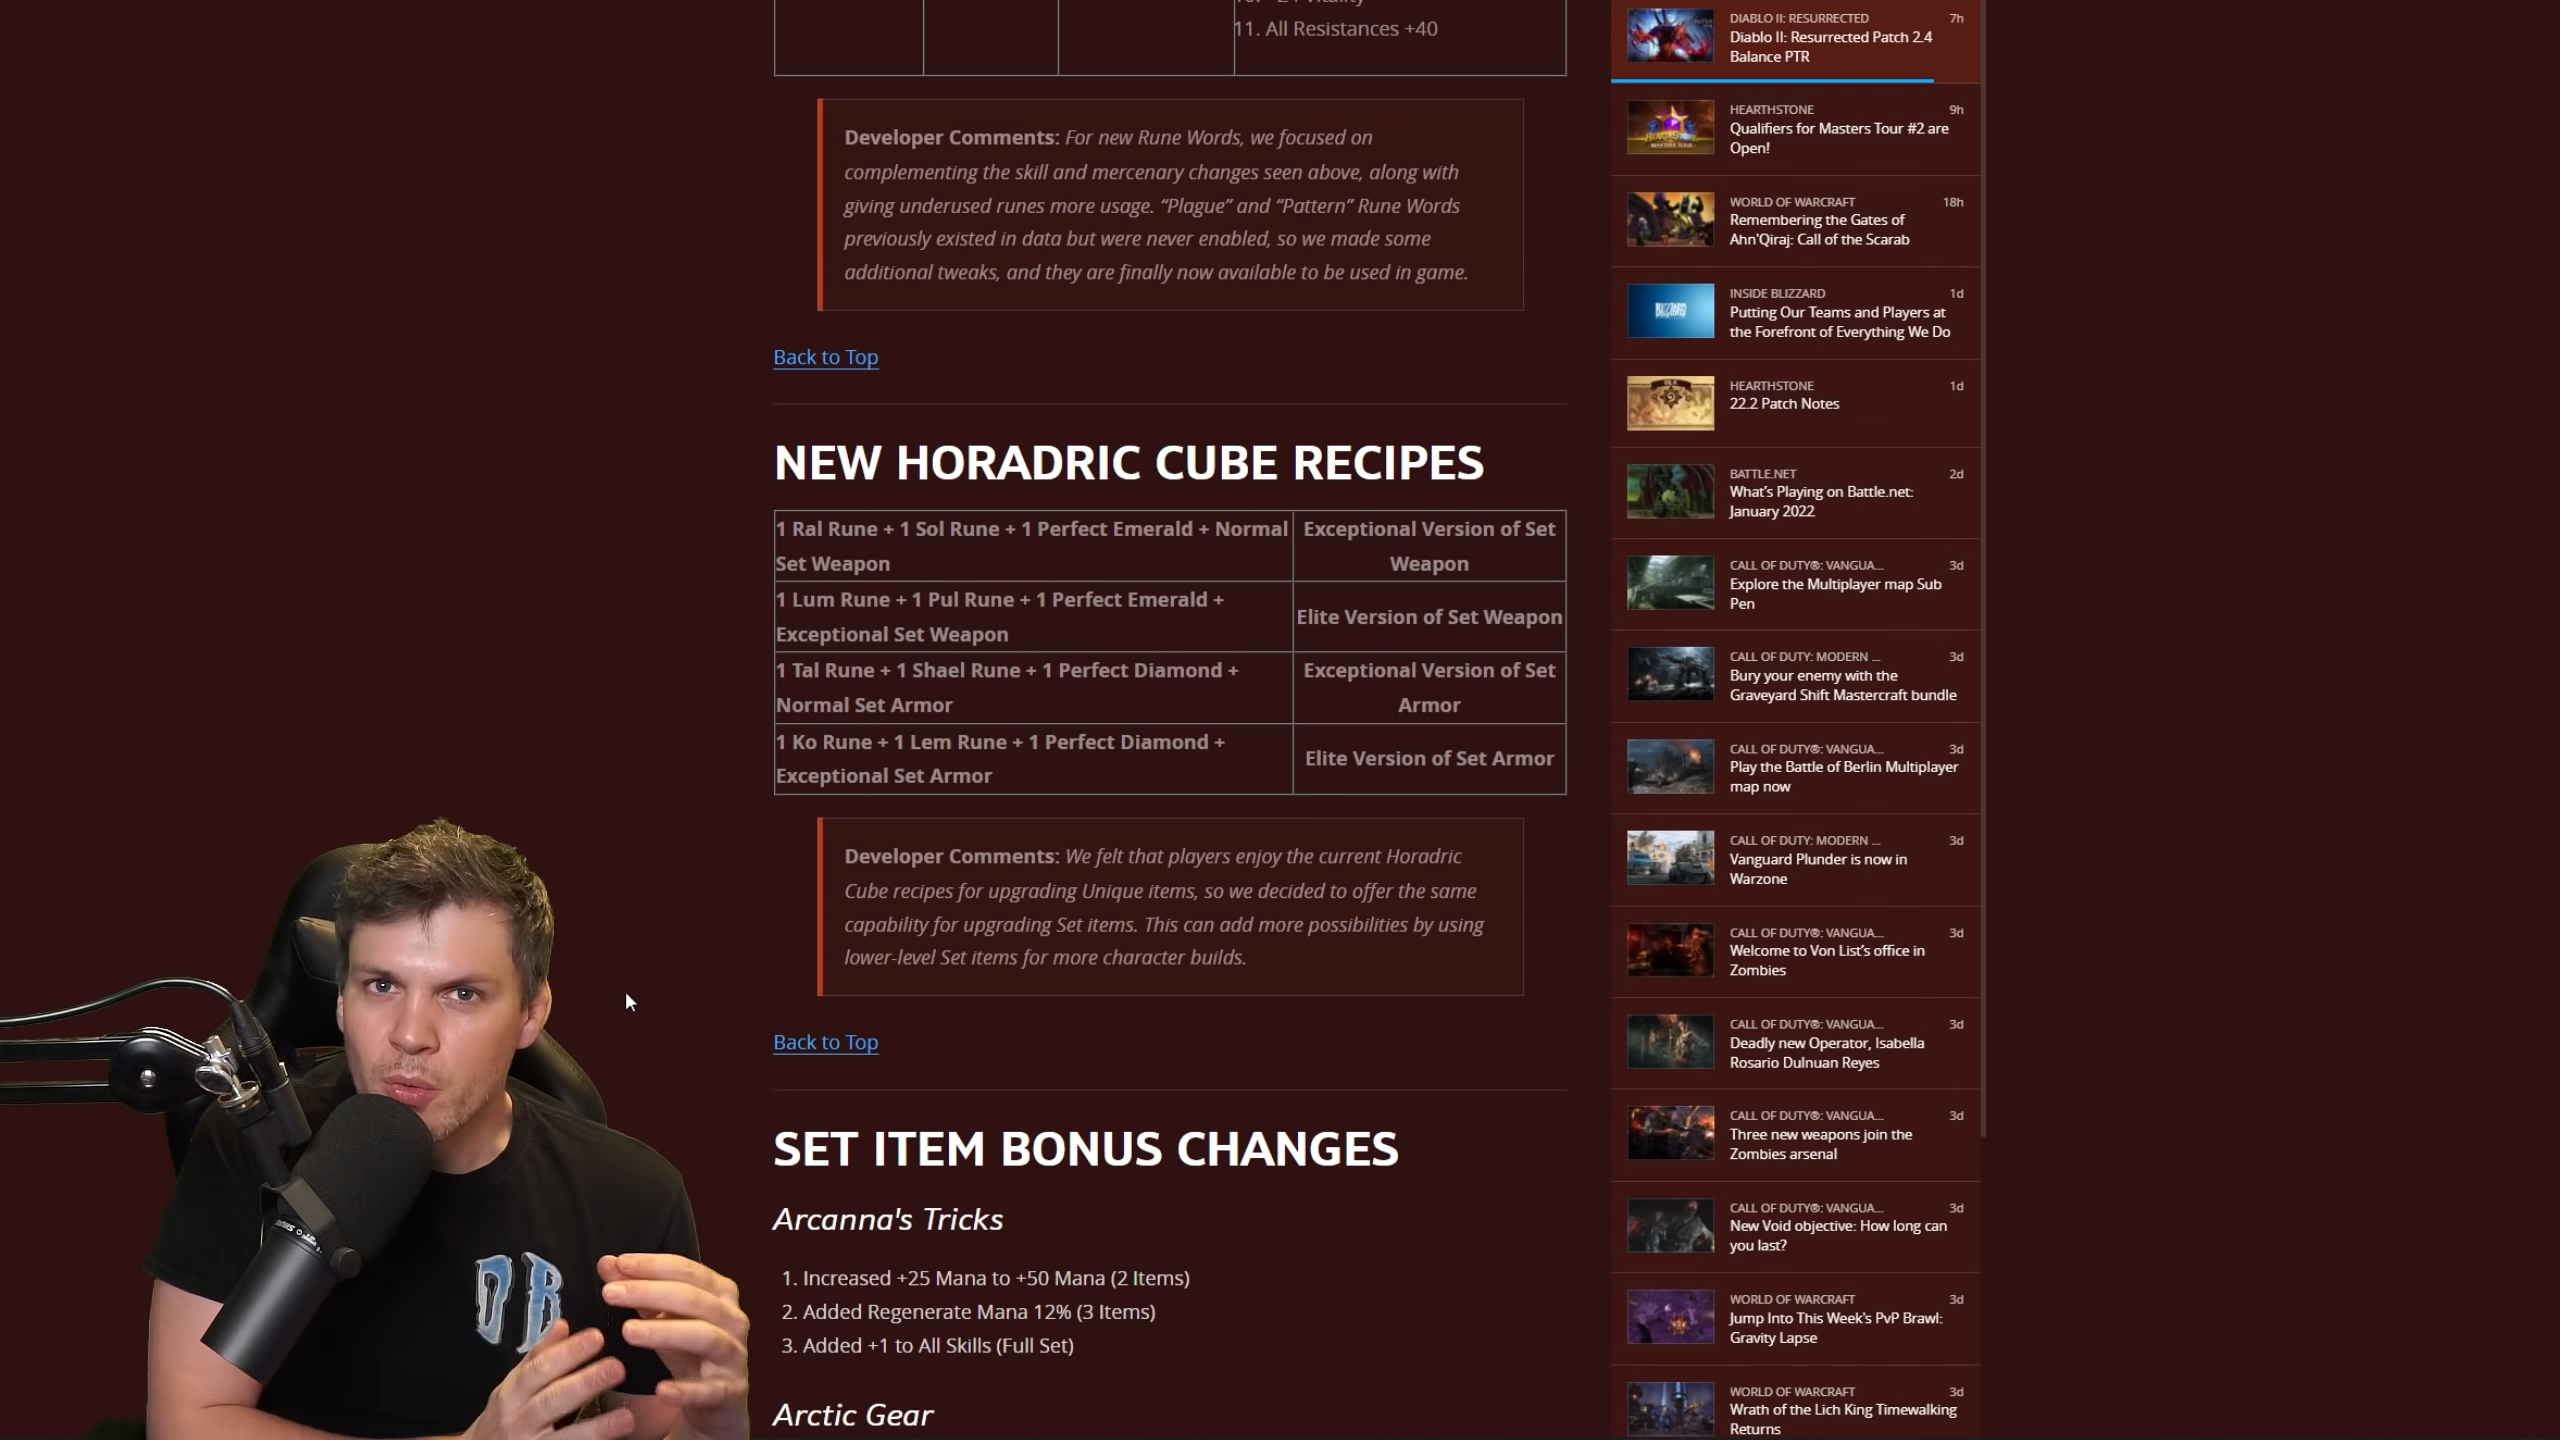 11. All Resistances +40
Developer Comments: For new Rune Words, we focused on
complementing the skill and mercenary changes seen above, along with
giving underused runes more usage. “Plague” and “Pattern” Rune Words
previously existed in data but were never enabled, so we made some
additional tweaks, and they are finally now available to be used in game.
Back to Top
NEW HORADRIC CUBE RECIPES
1 Ral Rune + 1 Sol Rune + 1 Perfect Emerald + Normal
Set Weapon
Exceptional Version of Set
Weapon
1 Lum Rune + 1 Pul Rune + 1 Perfect Emerald +
Exceptional Set Weapon
Elite Version of Set Weapon
1 Tal Rune + 1 Shael Rune + 1 Perfect Diamond +
Normal Set Armor
Exceptional Version of Set
Armor
1 Ko Rune + 1 Lem Rune + 1 Perfect Diamond +
Exceptional Set Armor
Elite Version of Set Armor
Developer Comments: We felt that players enjoy the current Horadric
Cube recipes for upgrading Unique items, so we decided to offer the same
capability for upgrading Set items. This can add more possibilities by using
lower-level Set items for more character builds.
Back to Top
SET ITEM BONUS CHANGES
Arcanna's Tricks
1. Increased +25 Mana to +50 Mana (2 Items)
2. Added Regenerate Mana 12% (3 Items)
3. Added +1 to All Skills (Full Set)
Arctic Gear
DB
DIABLO II: RESURRECTED 7h
Diablo II: Resurrected Patch 2.4
Balance PTR
HEARTHSTONE 9h
Qualifiers for Masters Tour #2 are
Open!
WORLD OF WARCRAFT 18h
Remembering the Gates of
Ahn'Qiraj: Call of the Scarab
BLIZZARD
INSIDE BLIZZARD 1d
Putting Our Teams and Players at
the Forefront of Everything We Do
HEARTHSTONE 1d
22.2 Patch Notes
BATTLE.NET 2d
What's Playing on Battle.net:
January 2022
CALL OF DUTY®: VANGUA... 3d
Explore the Multiplayer map Sub
Pen
CALL OF DUTY: MODERN ... 3d
Bury your enemy with the
Graveyard Shift Mastercraft bundle
CALL OF DUTY®: VANGUA... 3d
Play the Battle of Berlin Multiplayer
map now
CALL OF DUTY: MODERN ... 3d
Vanguard Plunder is now in
Warzone
CALL OF DUTY®: VANGUA... 3d
Welcome to Von List's office in
Zombies
CALL OF DUTY®: VANGUA... 3d
Deadly new Operator, Isabella
Rosario Dulnuan Reyes
CALL OF DUTY®: VANGUA... 3d
Three new weapons join the
Zombies arsenal
CALL OF DUTY®: VANGUA... 3d
New Void objective: How long can
you last?
WORLD OF WARCRAFT 3d
Jump Into This Week's PvP Brawl:
Gravity Lapse
WORLD OF WARCRAFT 3d
Wrath of the Lich King Timewalking
Returns